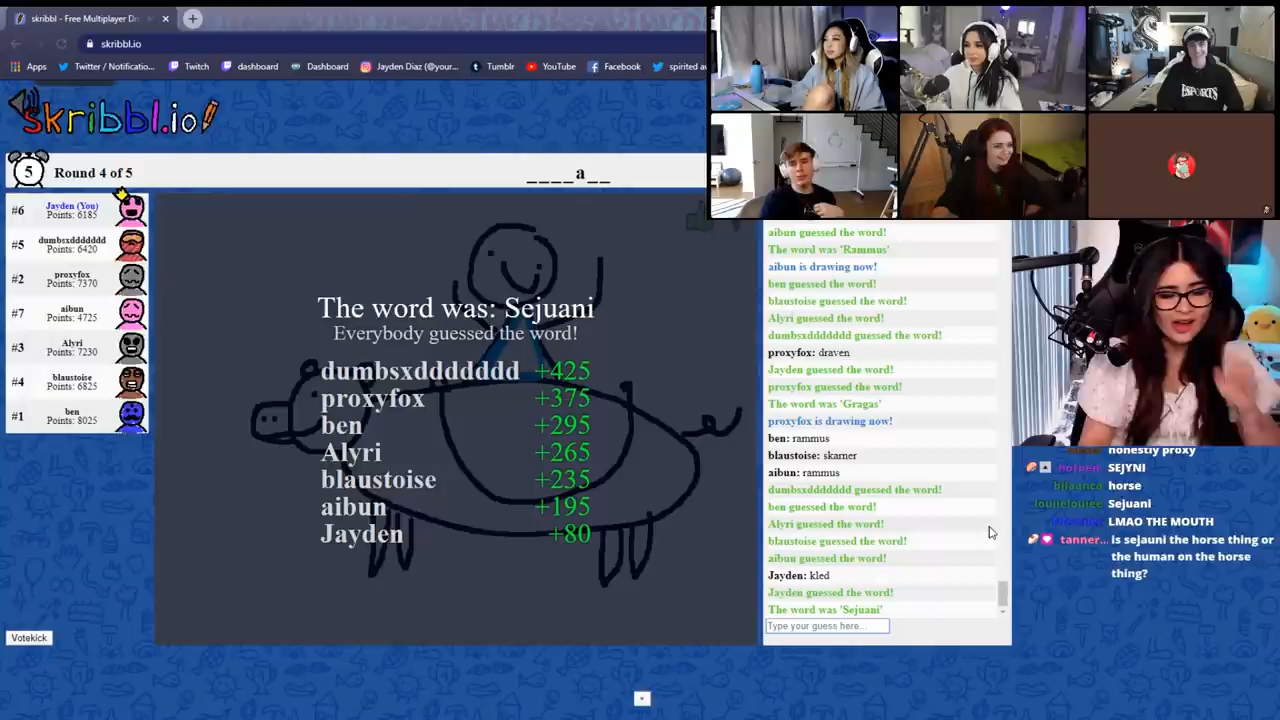 skribbl - Free Multiplayer Dr
skribbl.io
Apps
Twitter / Notificatio...
Twitch
dashboard
Dashboard
Jayden Diaz (@your...
Tumblr
YouTube
Facebook
spirited av
skribbl.io!
5
Round 4 of 5
____a__
#6
Jayden (You)
Points: 6185
#5
dumbsxddddddd
Points: 6420
#2
proxyfox
Points: 7370
#7
aibun
Points: 4725
#3
Alyri
Points: 7230
#4
blaustoise
Points: 6825
#1
ben
Points: 8025
Votekick
The word was: Sejuani
Everybody guessed the word!
dumbsxddddddd +425
proxyfox +375
ben +295
Alyri +265
blaustoise +235
aibun +195
Jayden +80
ESPORTS
aibun guessed the word!
The word was 'Rammus'
aibun is drawing now!
ben guessed the word!
blaustoise guessed the word!
Alyri guessed the word!
dumbsxddddddd guessed the word!
proxyfox: draven
Jayden guessed the word!
proxyfox guessed the word!
The word was 'Gragas'
proxyfox is drawing now!
ben: rammus
blaustoise: skarner
aibun: rammus
dumbsxddddddd guessed the word!
ben guessed the word!
Alyri guessed the word!
blaustoise guessed the word!
aibun guessed the word!
Jayden: kled
Jayden guessed the word!
The word was 'Sejuani'
Type your guess here...
honestly proxy
SEJYNI
bilaanca horse
louiielouiee Sejuani
LMAO THE MOUTH
tanner... is sejauni the horse thing or
the human on the horse
thing?